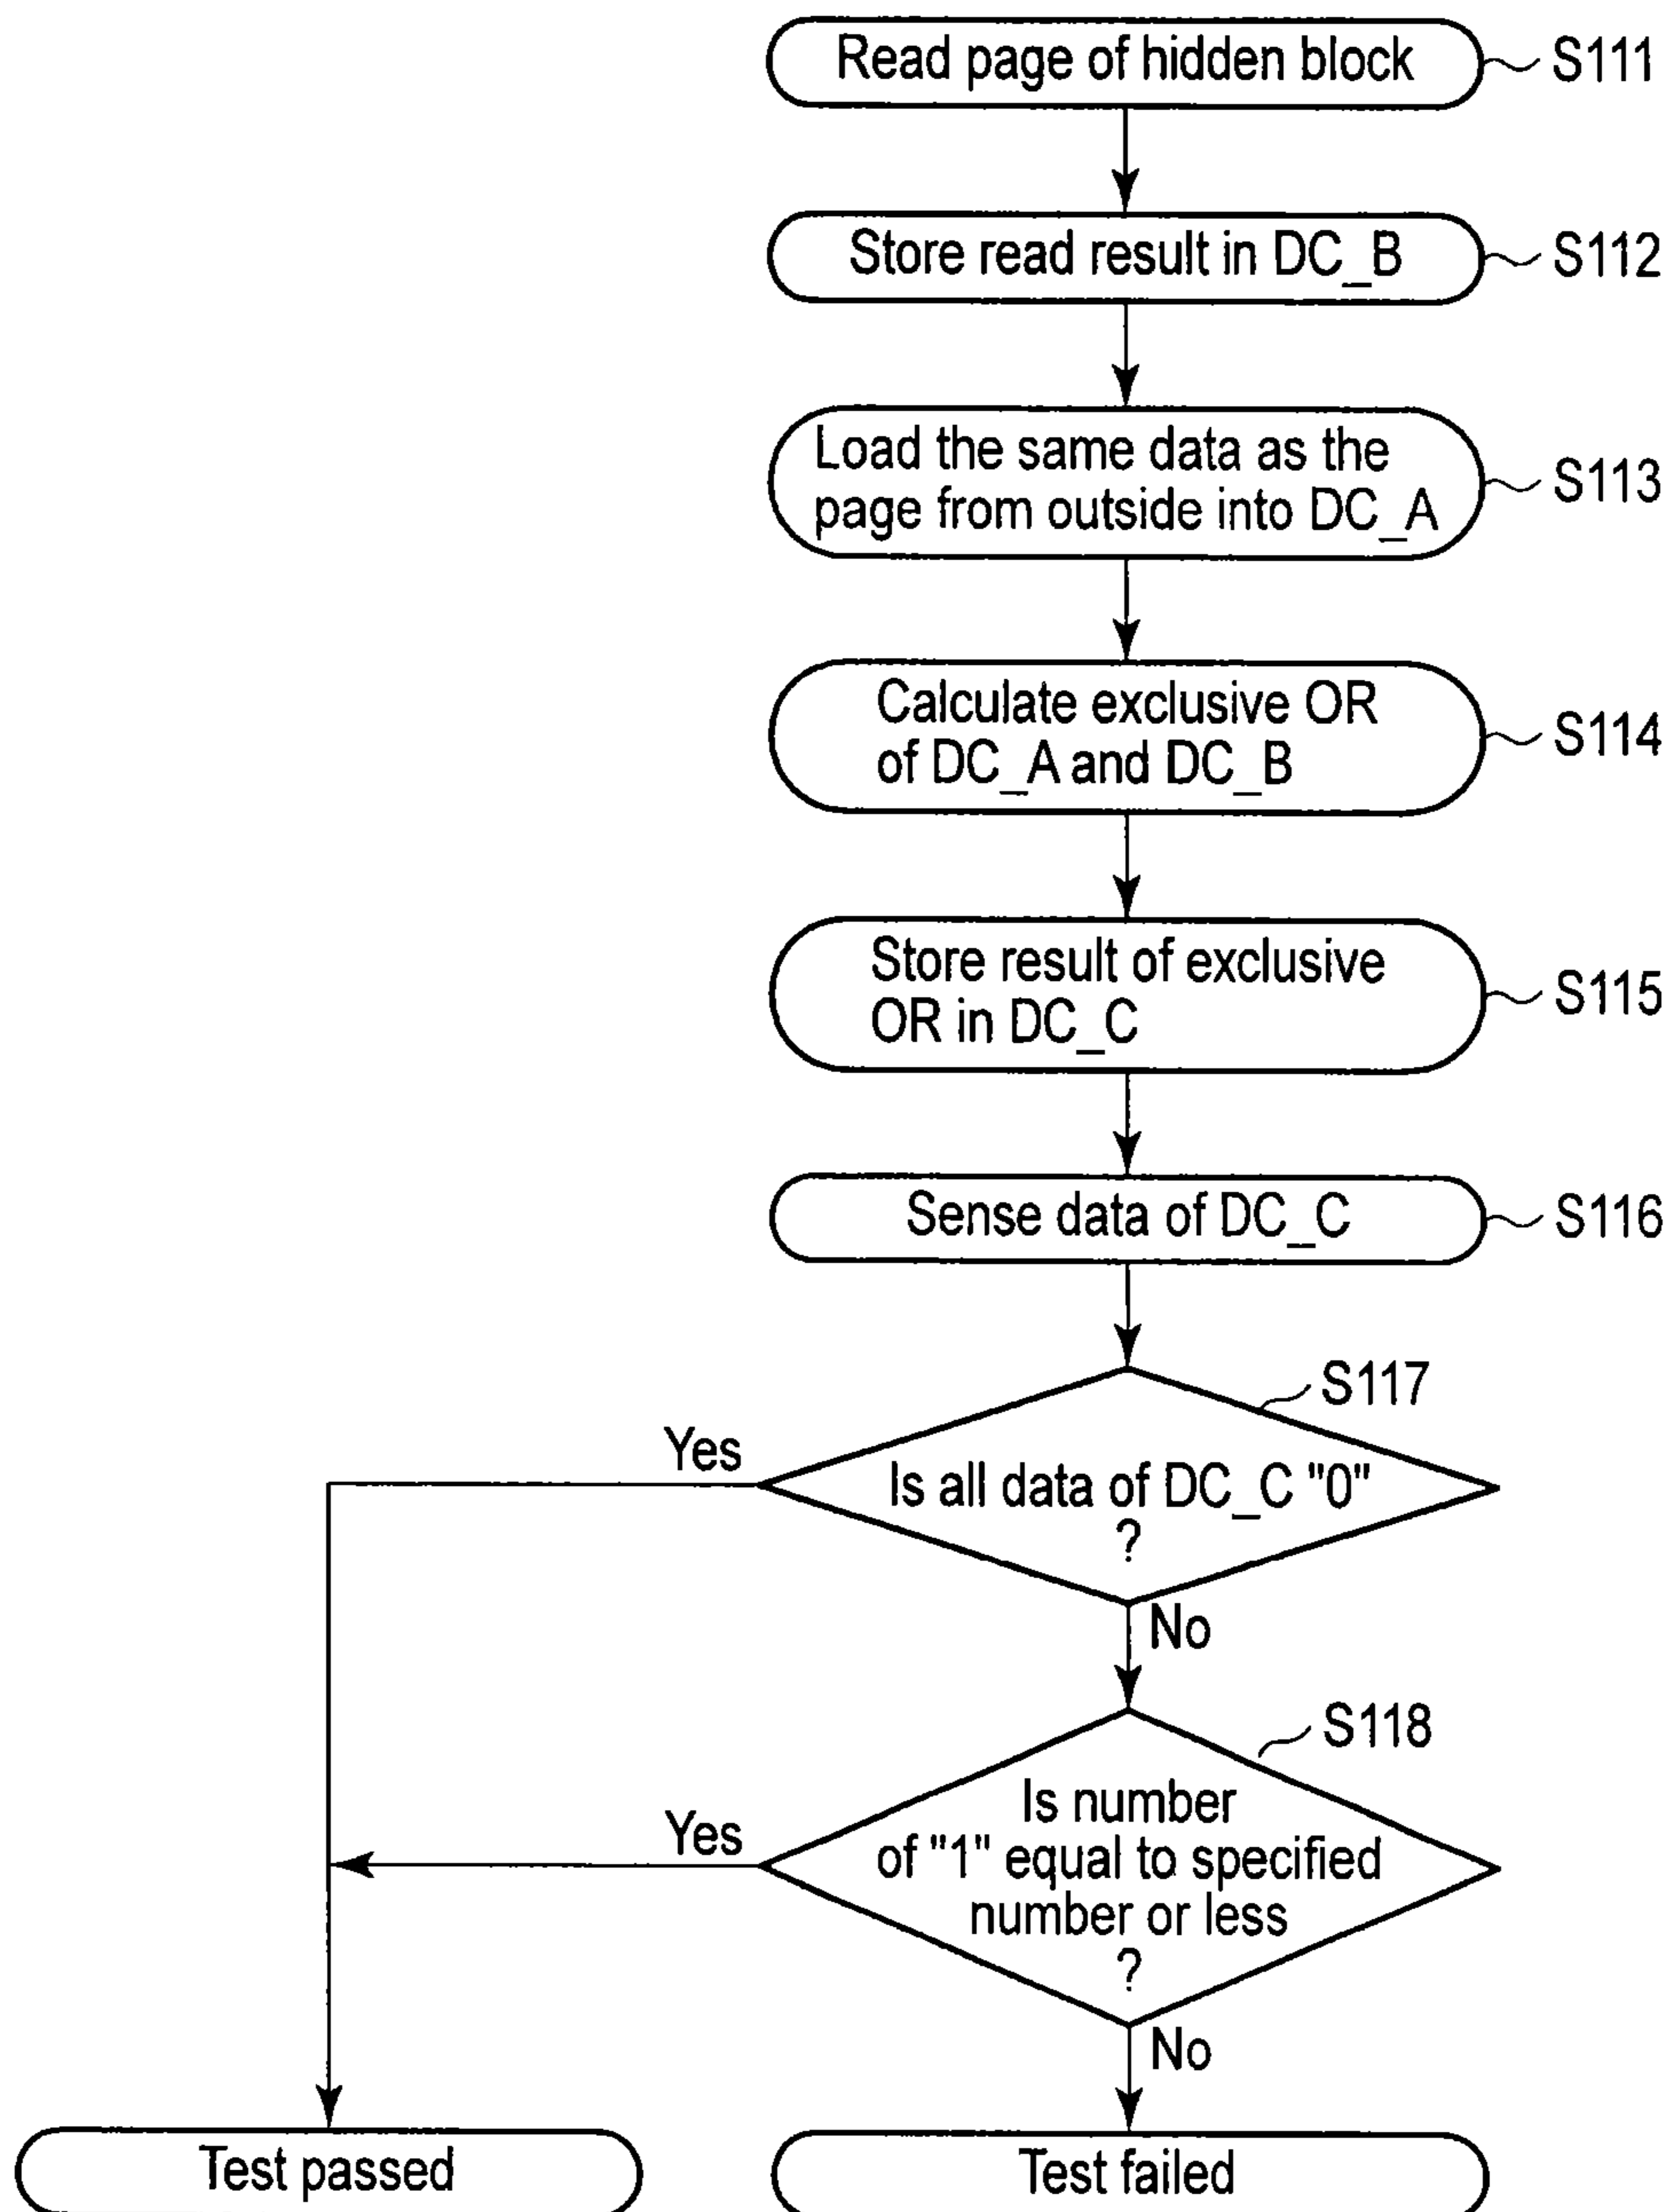 Read page of hidden block
S111
Store read result in DC_B
S112
Load the same data as the
page from outside into DC_A
S113
Calculate exclusive OR
of DC_A and DC_B
S114
Store result of exclusive
OR in DC_C
S115
Sense data of DC_C
S116
S117
Yes
Is all data of DC_C "0"
?
No
S118
Yes
Is number
of "1" equal to specified
number or less
?
No
Test passed
Test failed